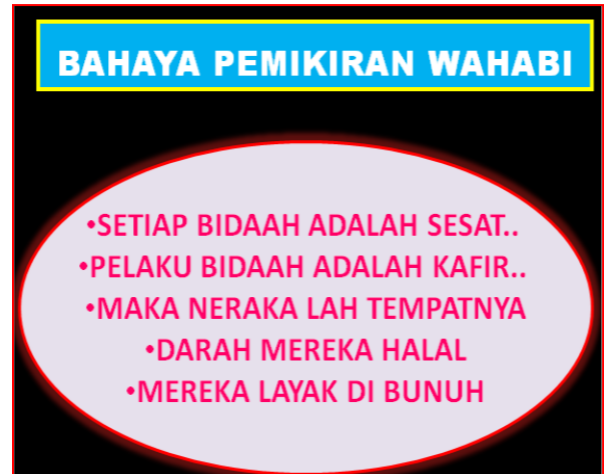 BAHAYA PEMIKIRAN WAHABI
•SETIAP BIDAAH ADALAH SESAT..
•PELAKU BIDAAH ADALAH KAFIR..
•MAKA NERAKA LAH TEMPATNYA
•DARAH MEREKA HALAL
•MEREKA LAYAK DI BUNUH